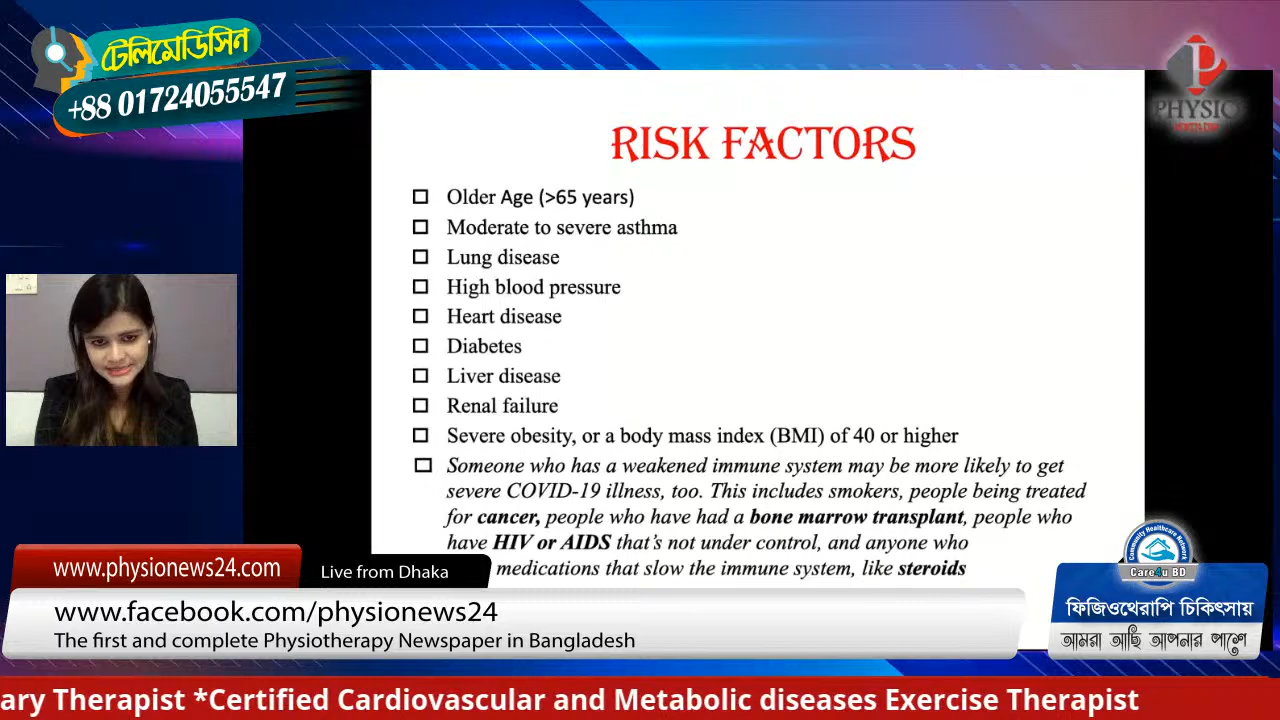 টেলিমেডিসিন
+88 01724055547
PHYSIO
RISK FACTORS
Older Age (>65 years)
Moderate to severe asthma
Lung disease
High blood pressure
Heart disease
Diabetes
Liver disease
Renal failure
Severe obesity, or a body mass index (BMI) of 40 or higher
Someone who has a weakened immune system may be more likely to get
severe COVID-19 illness, too. This includes smokers, people being treated
for cancer, people who have had a bone marrow transplant, people who
have HIV or AIDS that's not under control, and anyone who
medications that slow the immune system, like steroids
www.physionews24.com
Live from Dhaka
www.facebook.com/physionews24
The first and complete Physiotherapy Newspaper in Bangladesh
Community Healthcare Network
Care4u BD
ফিজিওথেরাপি চিকিৎসায়
আমরা আছি আপনার পাশে
ary Therapist *Certified Cardiovascular and Metabolic diseases Exercise Therapist